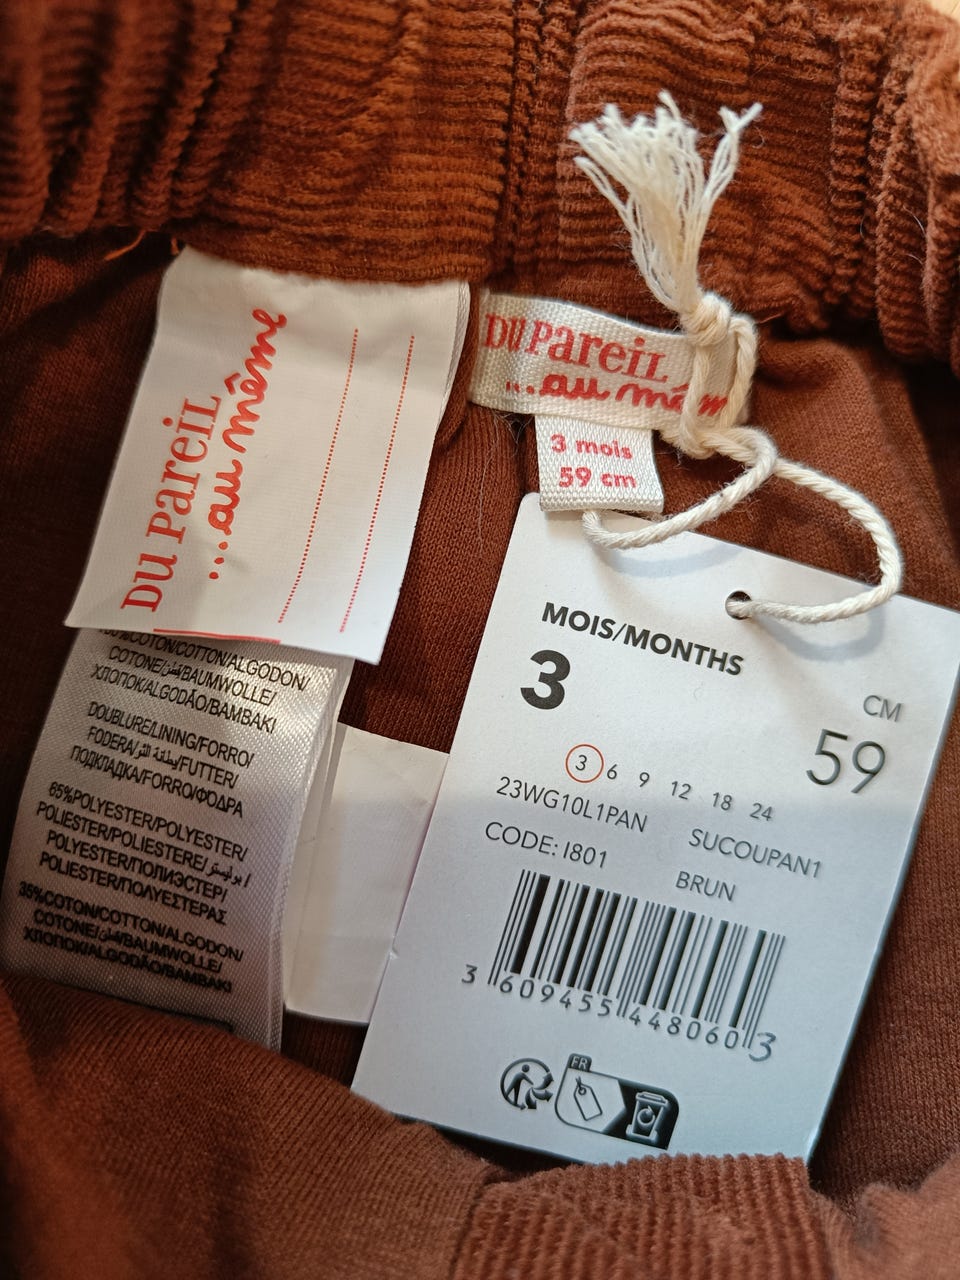 DU PareiL
...au même
DU PareiL
...au mêm
3 mois
59 cm
MOIS/MONTHS
3
CM
59
3 6 9 12 18 24
23WG10L1PAN
SUCOUPAN1
CODE: I801
BRUN
3 609455 448060 3
FR
100%COTON/COTTON/ALGODON/
COTONE/قطن/BAUMWOLLE/
ХЛОПОК/ALGODÃO/BAMBAKI
DOUBLURE/LINING/FORRO/
FODERA/بطانة الثوب/FUTTER/
ПОДКЛАДКА/FORRO/ΦΟΔΡΑ
65%POLYESTER/POLYESTER/
POLIESTER/POLIESTERE/بوليستر/
POLYESTER/ПОЛИЭСТЕР/
POLIESTER/ΠΟΛΥΕΣΤΕΡΑΣ
35%COTON/COTTON/ALGODON/
COTONE/قطن/BAUMWOLLE/
ХЛОПОК/ALGODÃO/BAMBAKI